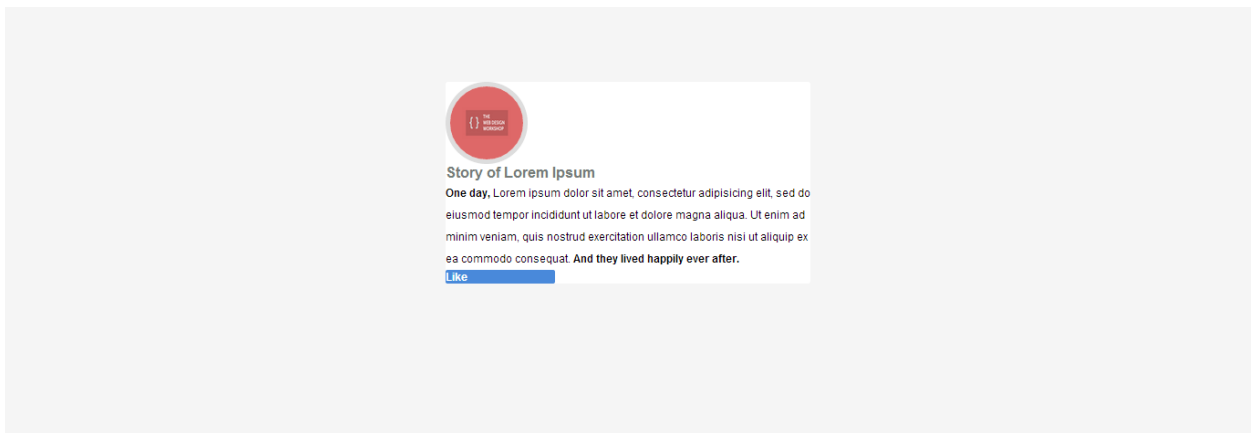 { } THE
WEB DESIGN
WORKSHOP
Story of Lorem Ipsum
One day, Lorem ipsum dolor sit amet, consectetur adipisicing elit, sed do
eiusmod tempor incididunt ut labore et dolore magna aliqua. Ut enim ad
minim veniam, quis nostrud exercitation ullamco laboris nisi ut aliquip ex
ea commodo consequat. And they lived happily ever after.
Like